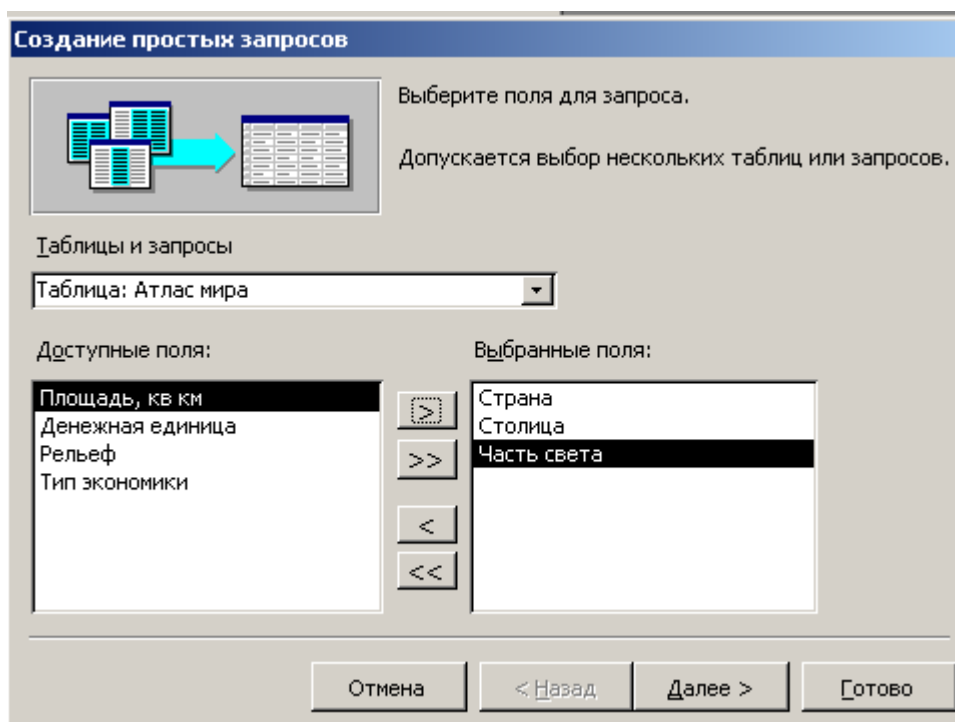 Создание простых запросов
Выберите поля для запроса.
Допускается выбор нескольких таблиц или запросов.
Таблицы и запросы
Таблица: Атлас мира
Доступные поля:
Площадь, кв км
Денежная единица
Рельеф
Тип экономики
>
>>
<
<<
Выбранные поля:
Страна
Столица
Часть света
Отмена
< Назад
Далее >
Готово